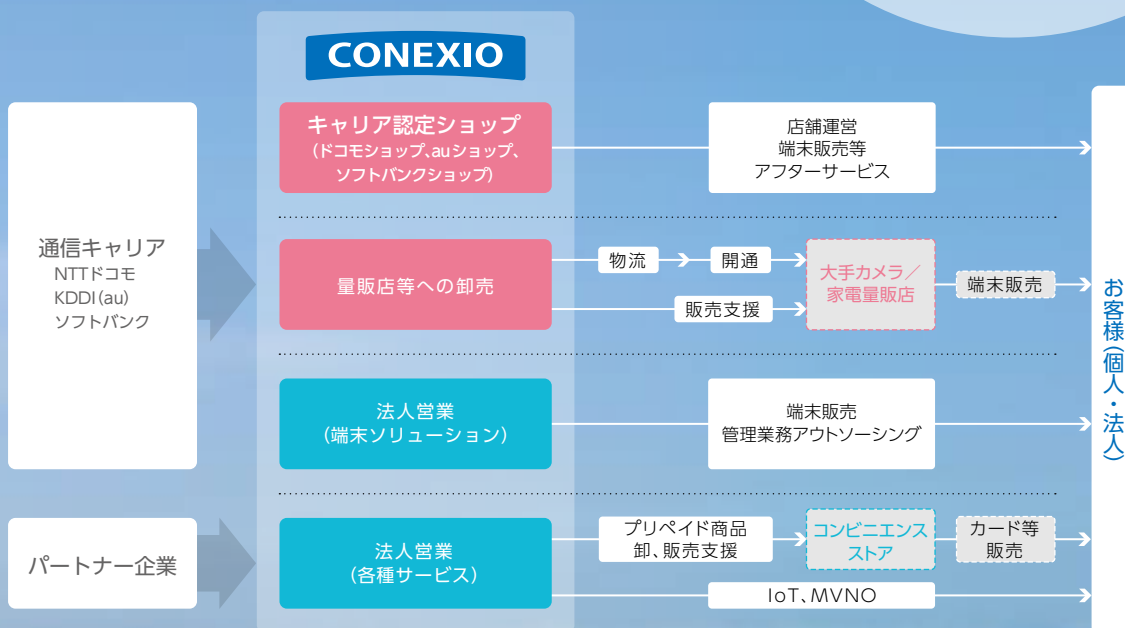 CONEXIO
通信キャリア
NTTドコモ
KDDI(au)
ソフトバンク
パートナー企業
キャリア認定ショップ
(ドコモショップ、auショップ、
ソフトバンクショップ)
店舗運営
端末販売等
アフターサービス
量販店等への卸売
物流
開通
販売支援
大手カメラ／
家電量販店
端末販売
法人営業
(端末ソリューション)
端末販売
管理業務アウトソーシング
法人営業
(各種サービス)
プリペイド商品
卸、販売支援
コンビニエンス
ストア
カード等
販売
IoT、MVNO
お客様(個人・法人)